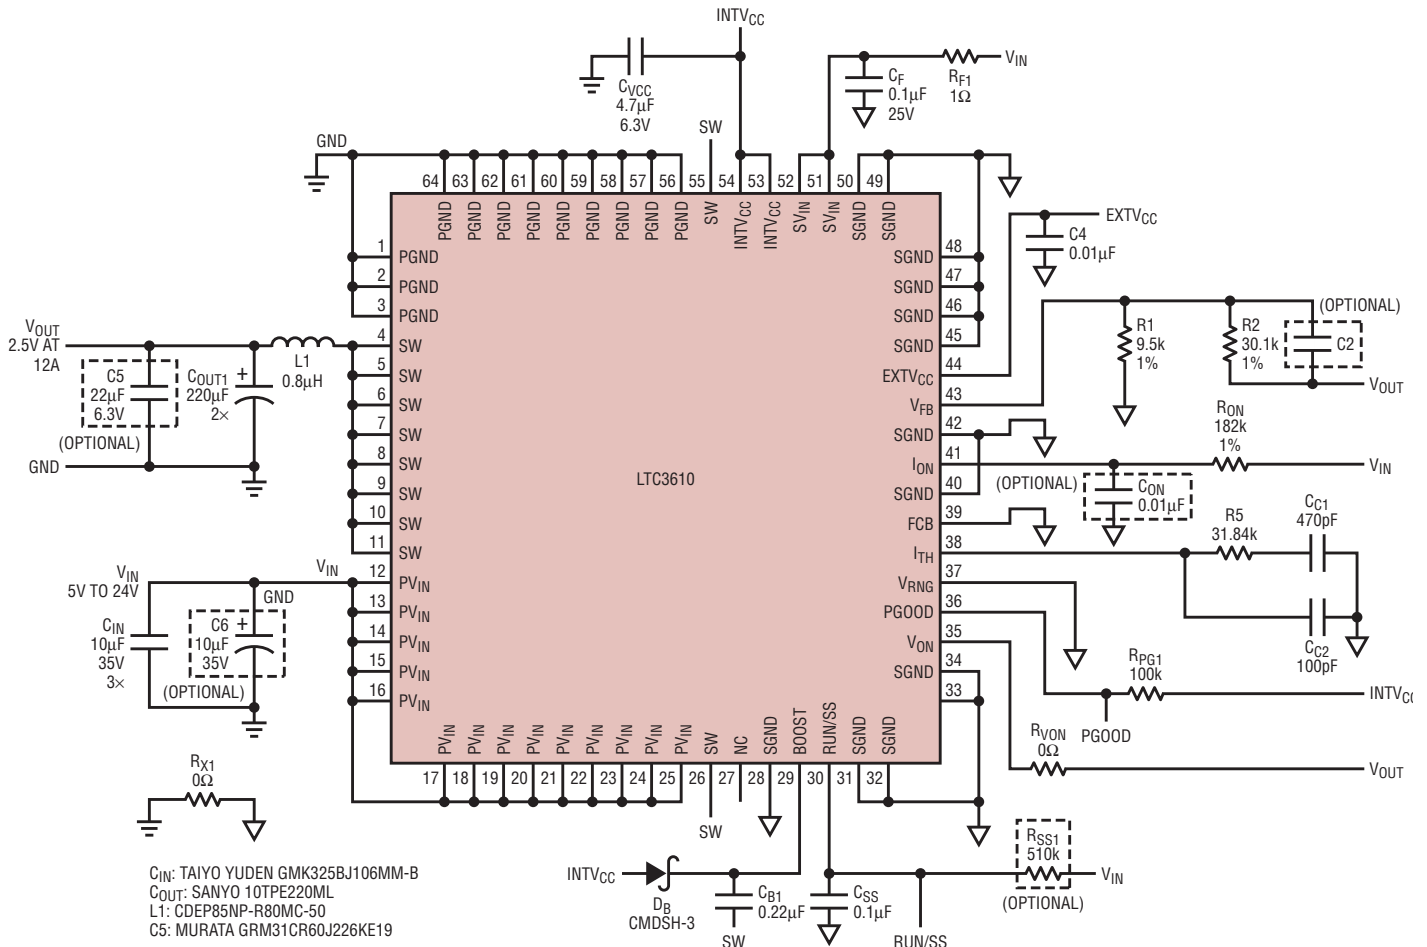 INTVCC
CVCC
4.7µF
6.3V
CF
0.1µF
25V
RF1
1Ω
VIN
GND
SW
64 63 62 61 60 59 58 57 56 55 54 53 52 51 50 49
PGND PGND PGND PGND PGND PGND PGND PGND PGND SW INTVCC INTVCC SVIN SVIN SGND SGND
1 PGND
2 PGND
3 PGND
4 SW
5 SW
6 SW
7 SW
8 SW
9 SW
10 SW
11 SW
12 PVIN
13 PVIN
14 PVIN
15 PVIN
16 PVIN
LTC3610
SGND 48
SGND 47
SGND 46
SGND 45
EXTVCC 44
VFB 43
SGND 42
ION 41
SGND 40
FCB 39
ITH 38
VRNG 37
PGOOD 36
VON 35
SGND 34
33
PVIN PVIN PVIN PVIN PVIN PVIN PVIN PVIN PVIN SW NC SGND BOOST RUN/SS SGND SGND
17 18 19 20 21 22 23 24 25 26 27 28 29 30 31 32
VOUT
2.5V AT
12A
C5
22µF
6.3V
(OPTIONAL)
COUT1
220µF
2×
+
L1
0.8µH
GND
VIN
5V TO 24V
VIN
GND
CIN
10µF
35V
3×
C6
10µF
35V
+
(OPTIONAL)
RX1
0Ω
EXTVCC
C4
0.01µF
R1
9.5k
1%
R2
30.1k
1%
(OPTIONAL)
C2
VOUT
RON
182k
1%
VIN
(OPTIONAL)
CON
0.01µF
R5
31.84k
CC1
470pF
CC2
100pF
RPG1
100k
INTVCC
PGOOD
RVON
0Ω
VOUT
SW
INTVCC
DB
CMDSH-3
CB1
0.22µF
SW
CSS
0.1µF
RUN/SS
RSS1
510k
(OPTIONAL)
VIN
CIN: TAIYO YUDEN GMK325BJ106MM-B
COUT: SANYO 10TPE220ML
L1: CDEP85NP-R80MC-50
C5: MURATA GRM31CR60J226KE19